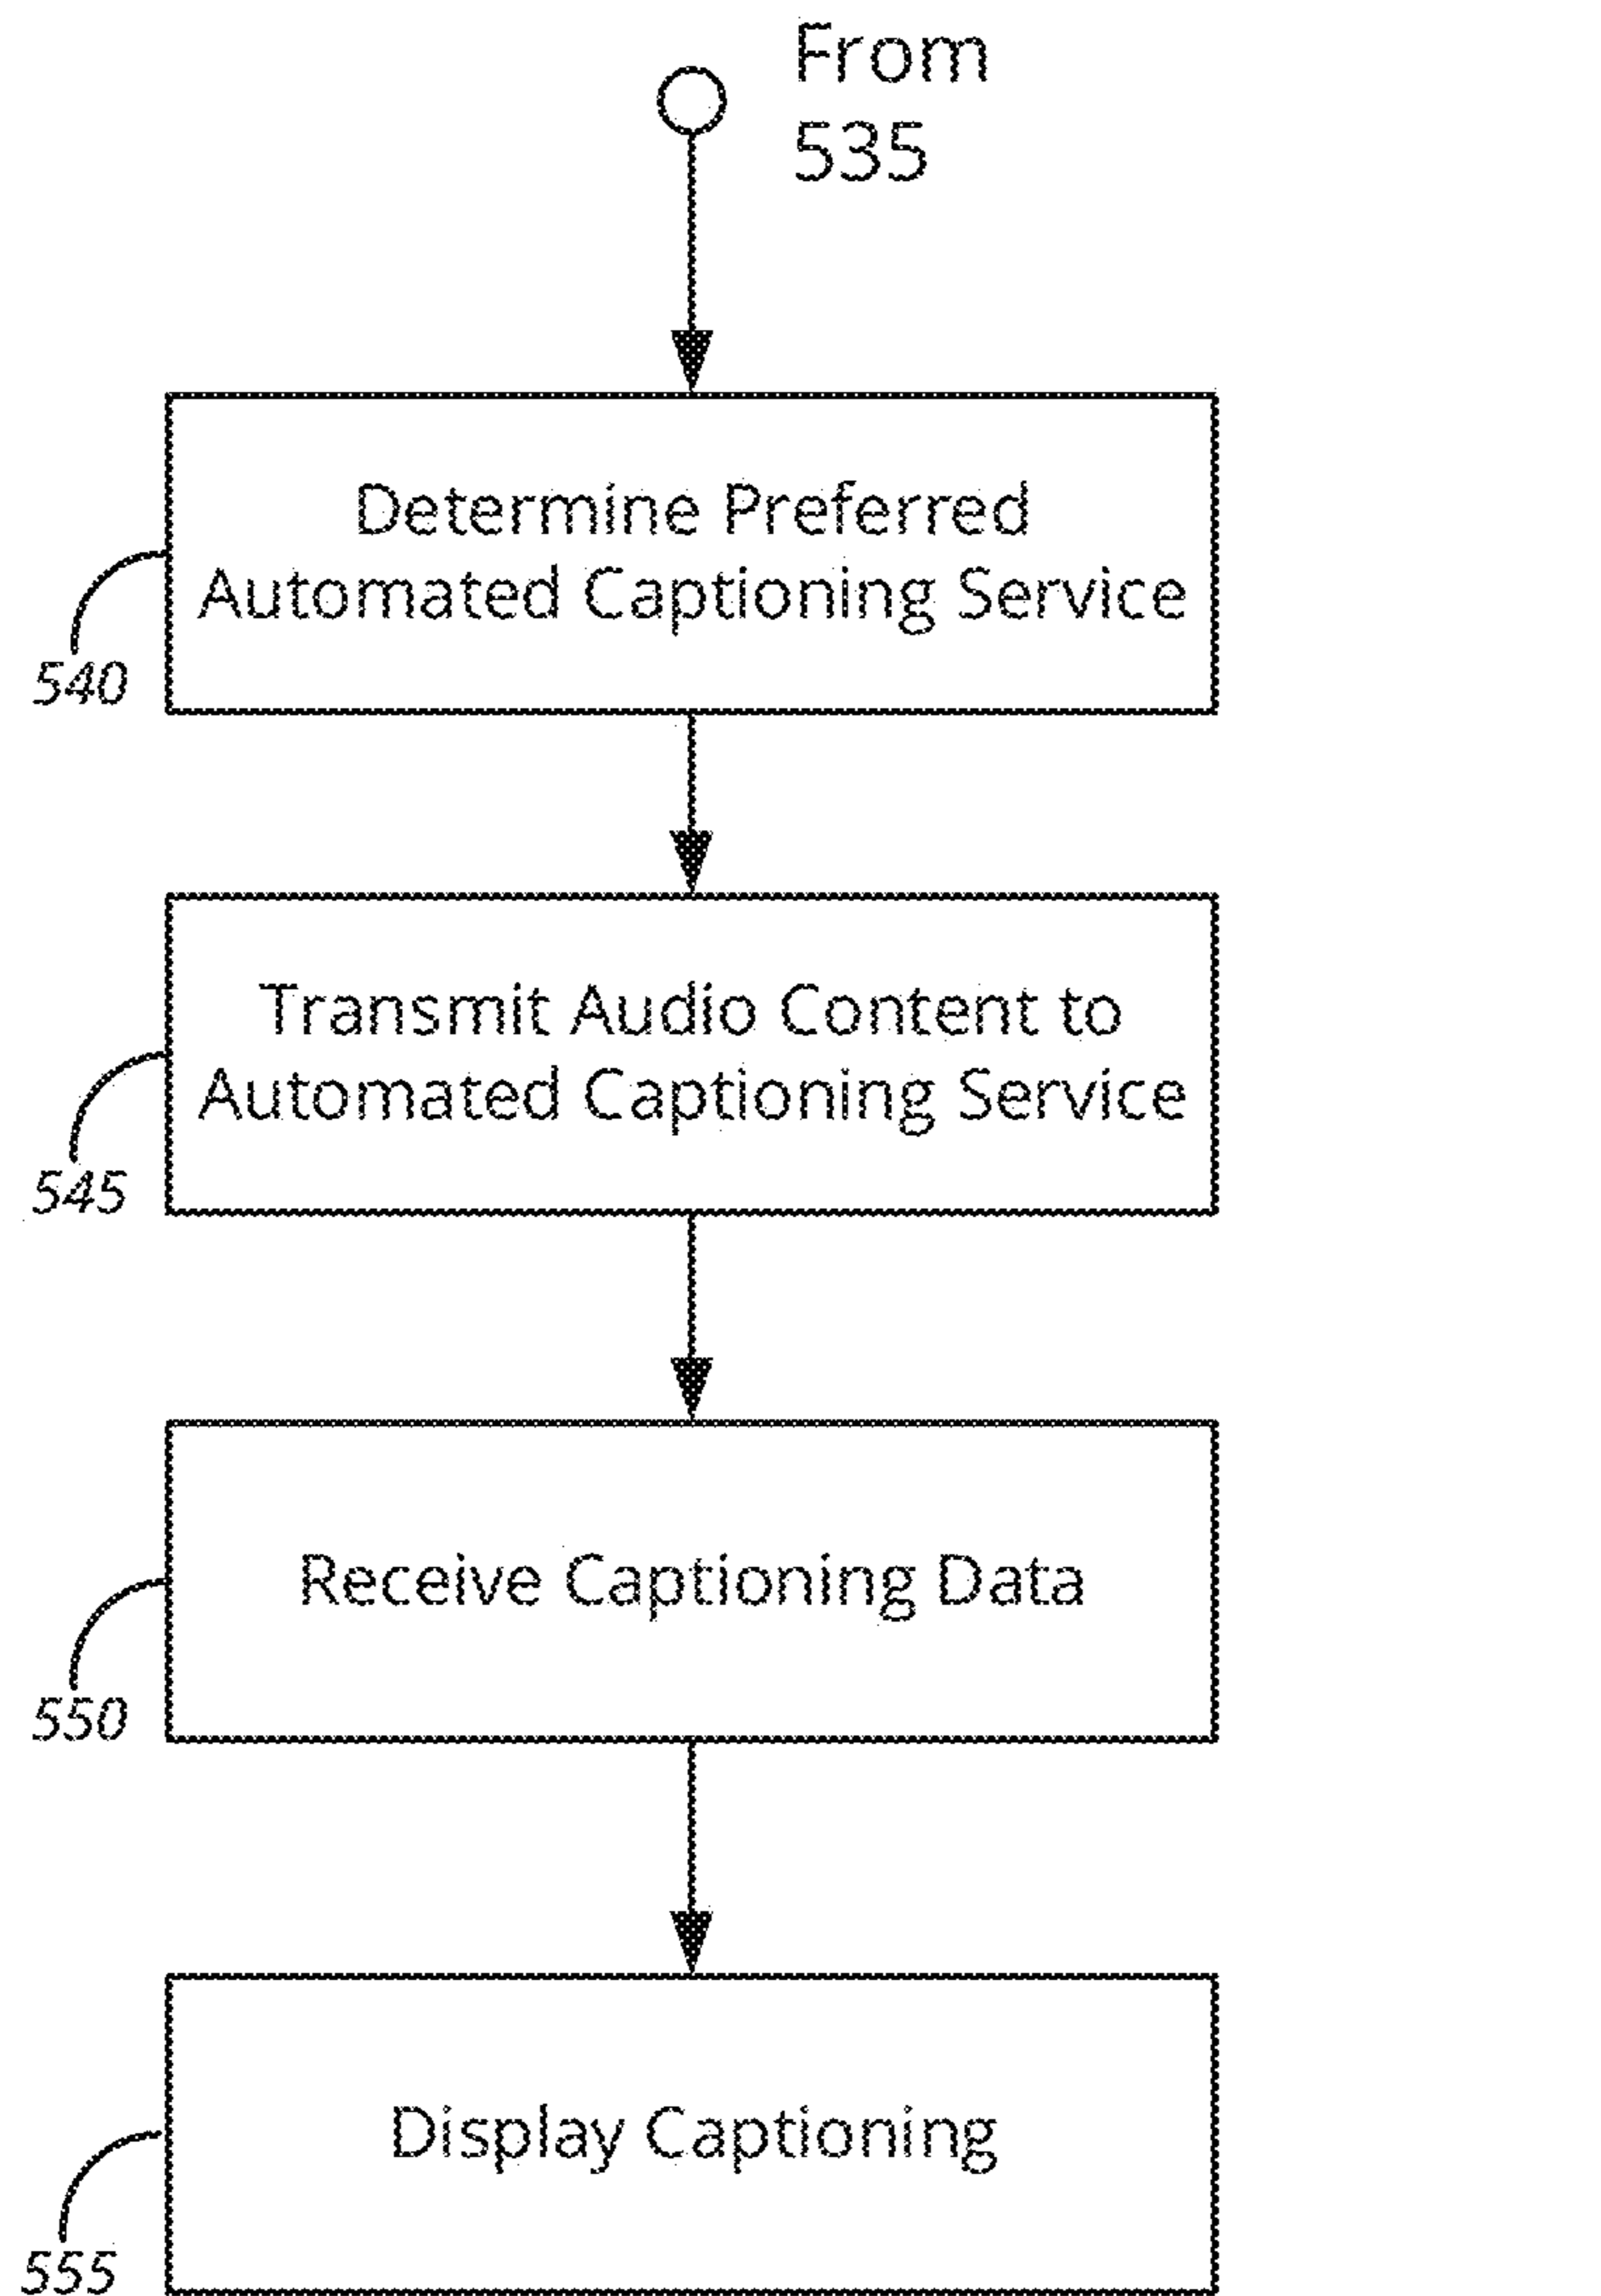 From
535
Determine Preferred
Automated Captioning Service
540
Transmit Audio Content to
Automated Captioning Service
545
Receive Captioning Data
550
Display Captioning
555